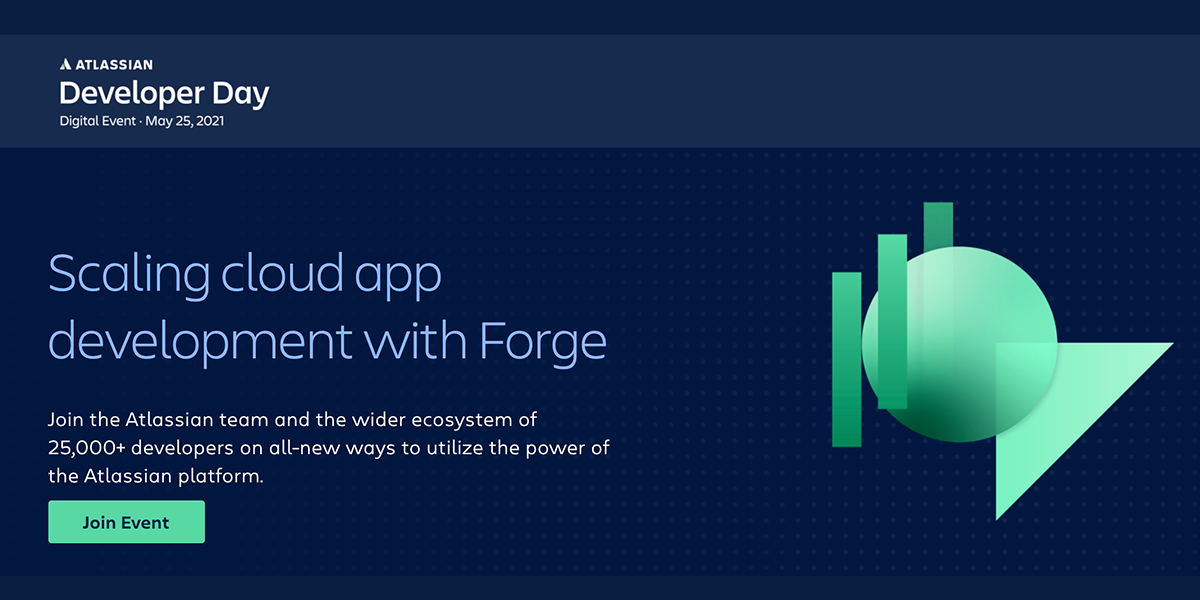 ATLASSIAN
Developer Day
Digital Event · May 25, 2021
Scaling cloud app
development with Forge
Join the Atlassian team and the wider ecosystem of
25,000+ developers on all-new ways to utilize the power of
the Atlassian platform.
Join Event